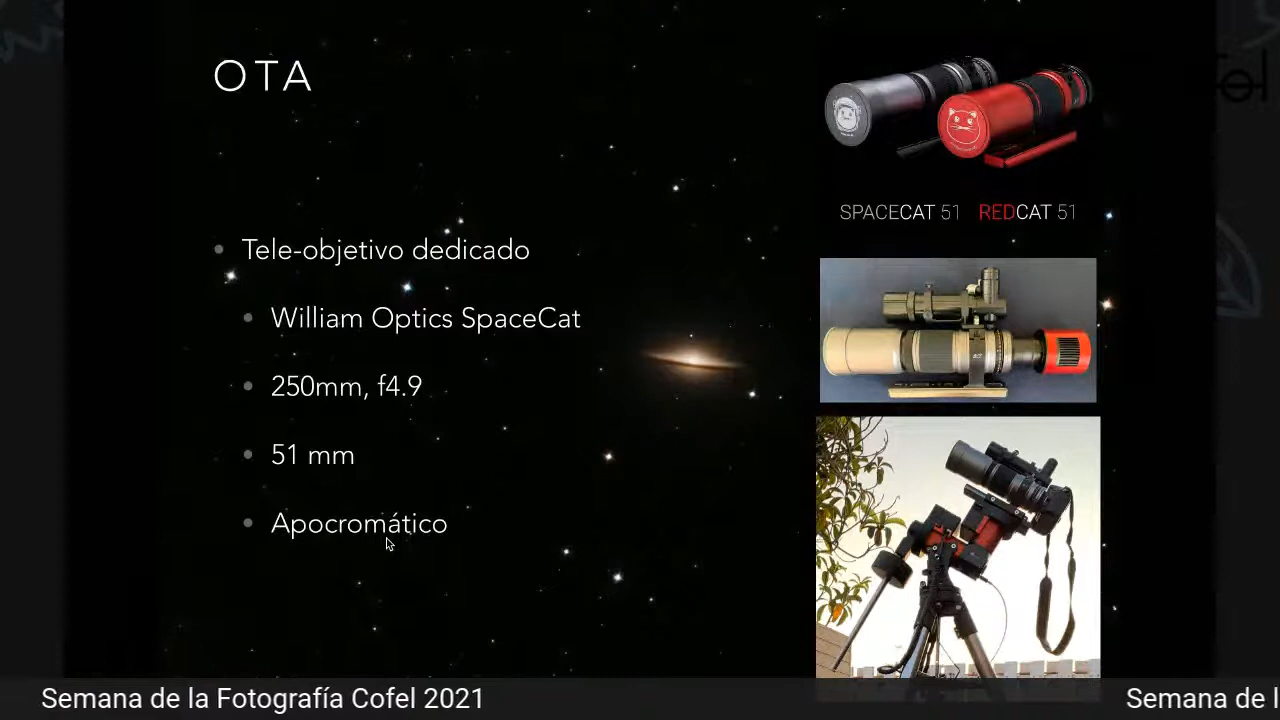 OTA
Tele-objetivo dedicado
William Optics SpaceCat
250mm, f4.9
51 mm
Apocromático
SPACECAT 51 REDCAT 51
Semana de la Fotografía Cofel 2021
Semana de l